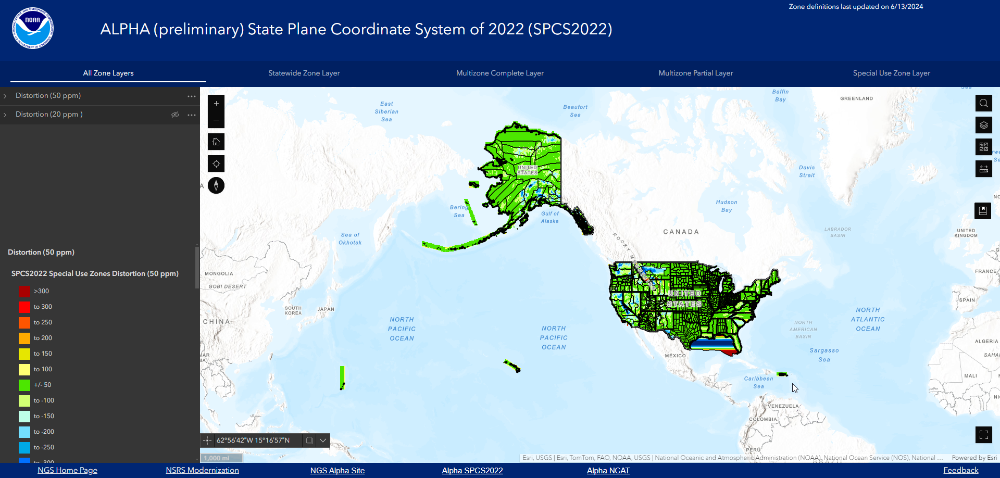 Zone definitions last updated on 6/13/2024
NOAA
ALPHA (preliminary) State Plane Coordinate System of 2022 (SPCS2022)
All Zone Layers
Statewide Zone Layer
Multizone Complete Layer
Multizone Partial Layer
Special Use Zone Layer
Distortion (50 ppm)
Distortion (20 ppm )
Distortion (50 ppm)
SPCS2022 Special Use Zones Distortion (50 ppm)
>300
to 300
to 250
to 200
to 150
to 100
+/- 50
to -100
to -150
to -200
to -250
to -300
East
Siberian
Sea
Beaufort
Sea
Baffin
Bay
GREENLAND
Sea
Davis
Strait
UNITED
STATES
Bering
Sea
Gulf of
Alaska
Hudson
Bay
CANADA
LABRADOR
BASIN
UNITED
KINGDOM
Sea of
Okhotsk
MONGOLIA
GOBI DESERT
SOUTH
KOREA
JAPAN
CHINA
FRANCE
SPAIN
UNITED
STATES
NORTH
PACIFIC
OCEAN
NORTH
PACIFIC
OCEAN
NORTH
ATLANTIC
OCEAN
NORTH
AMERICAN
BASIN
Sargasso
Sea
ALGERIA
SAHA
MÉXICO
MALI
Caribbean
Sea
VENEZUELA
COLOMBIA
PERÚ
62°56'42"W 15°16'57"N
1,000 mi
Esri, USGS | Esri, TomTom, FAO, NOAA, USGS | National Oceanic and Atmospheric Administration (NOAA), National Ocean Service (NOS), National ...
Powered by Esri
NGS Home Page
NSRS Modernization
NGS Alpha Site
Alpha SPCS2022
Alpha NCAT
Feedback